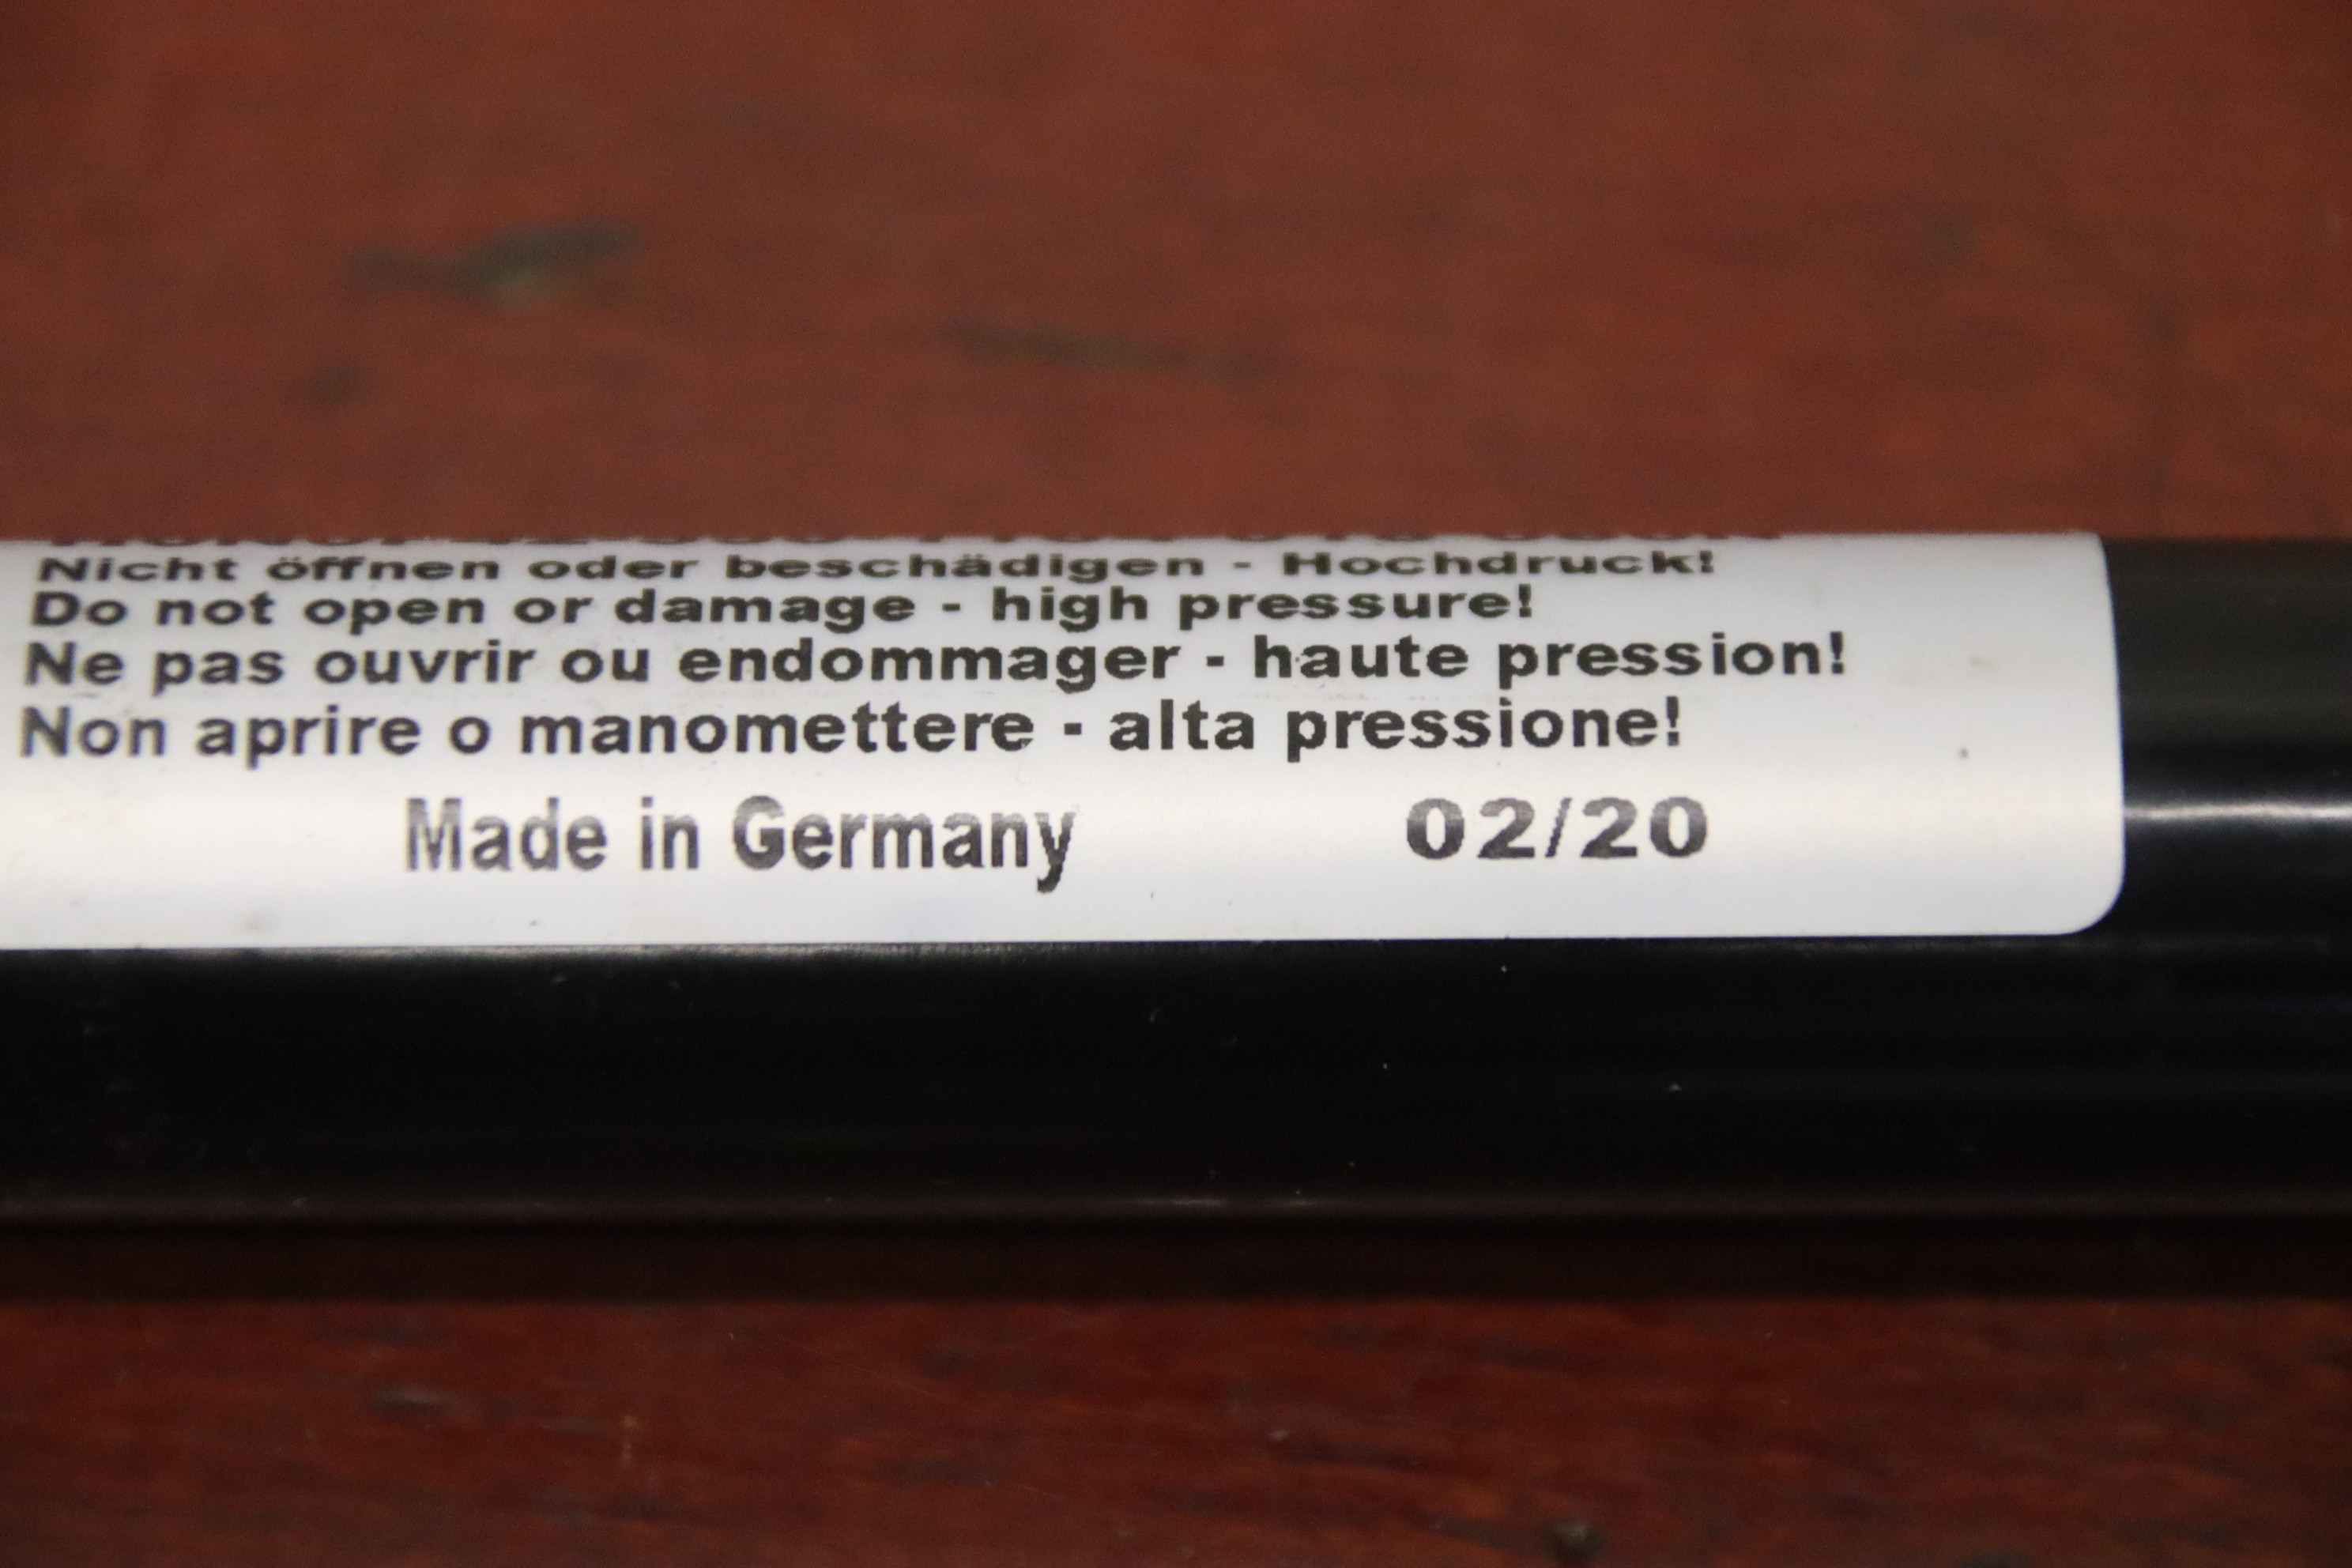 Nicht öffnen oder beschädigen - Hochdruck!
Do not open or damage - high pressure!
Ne pas ouvrir ou endommager - haute pression!
Non aprire o manomettere - alta pressione!
Made in Germany 02/20